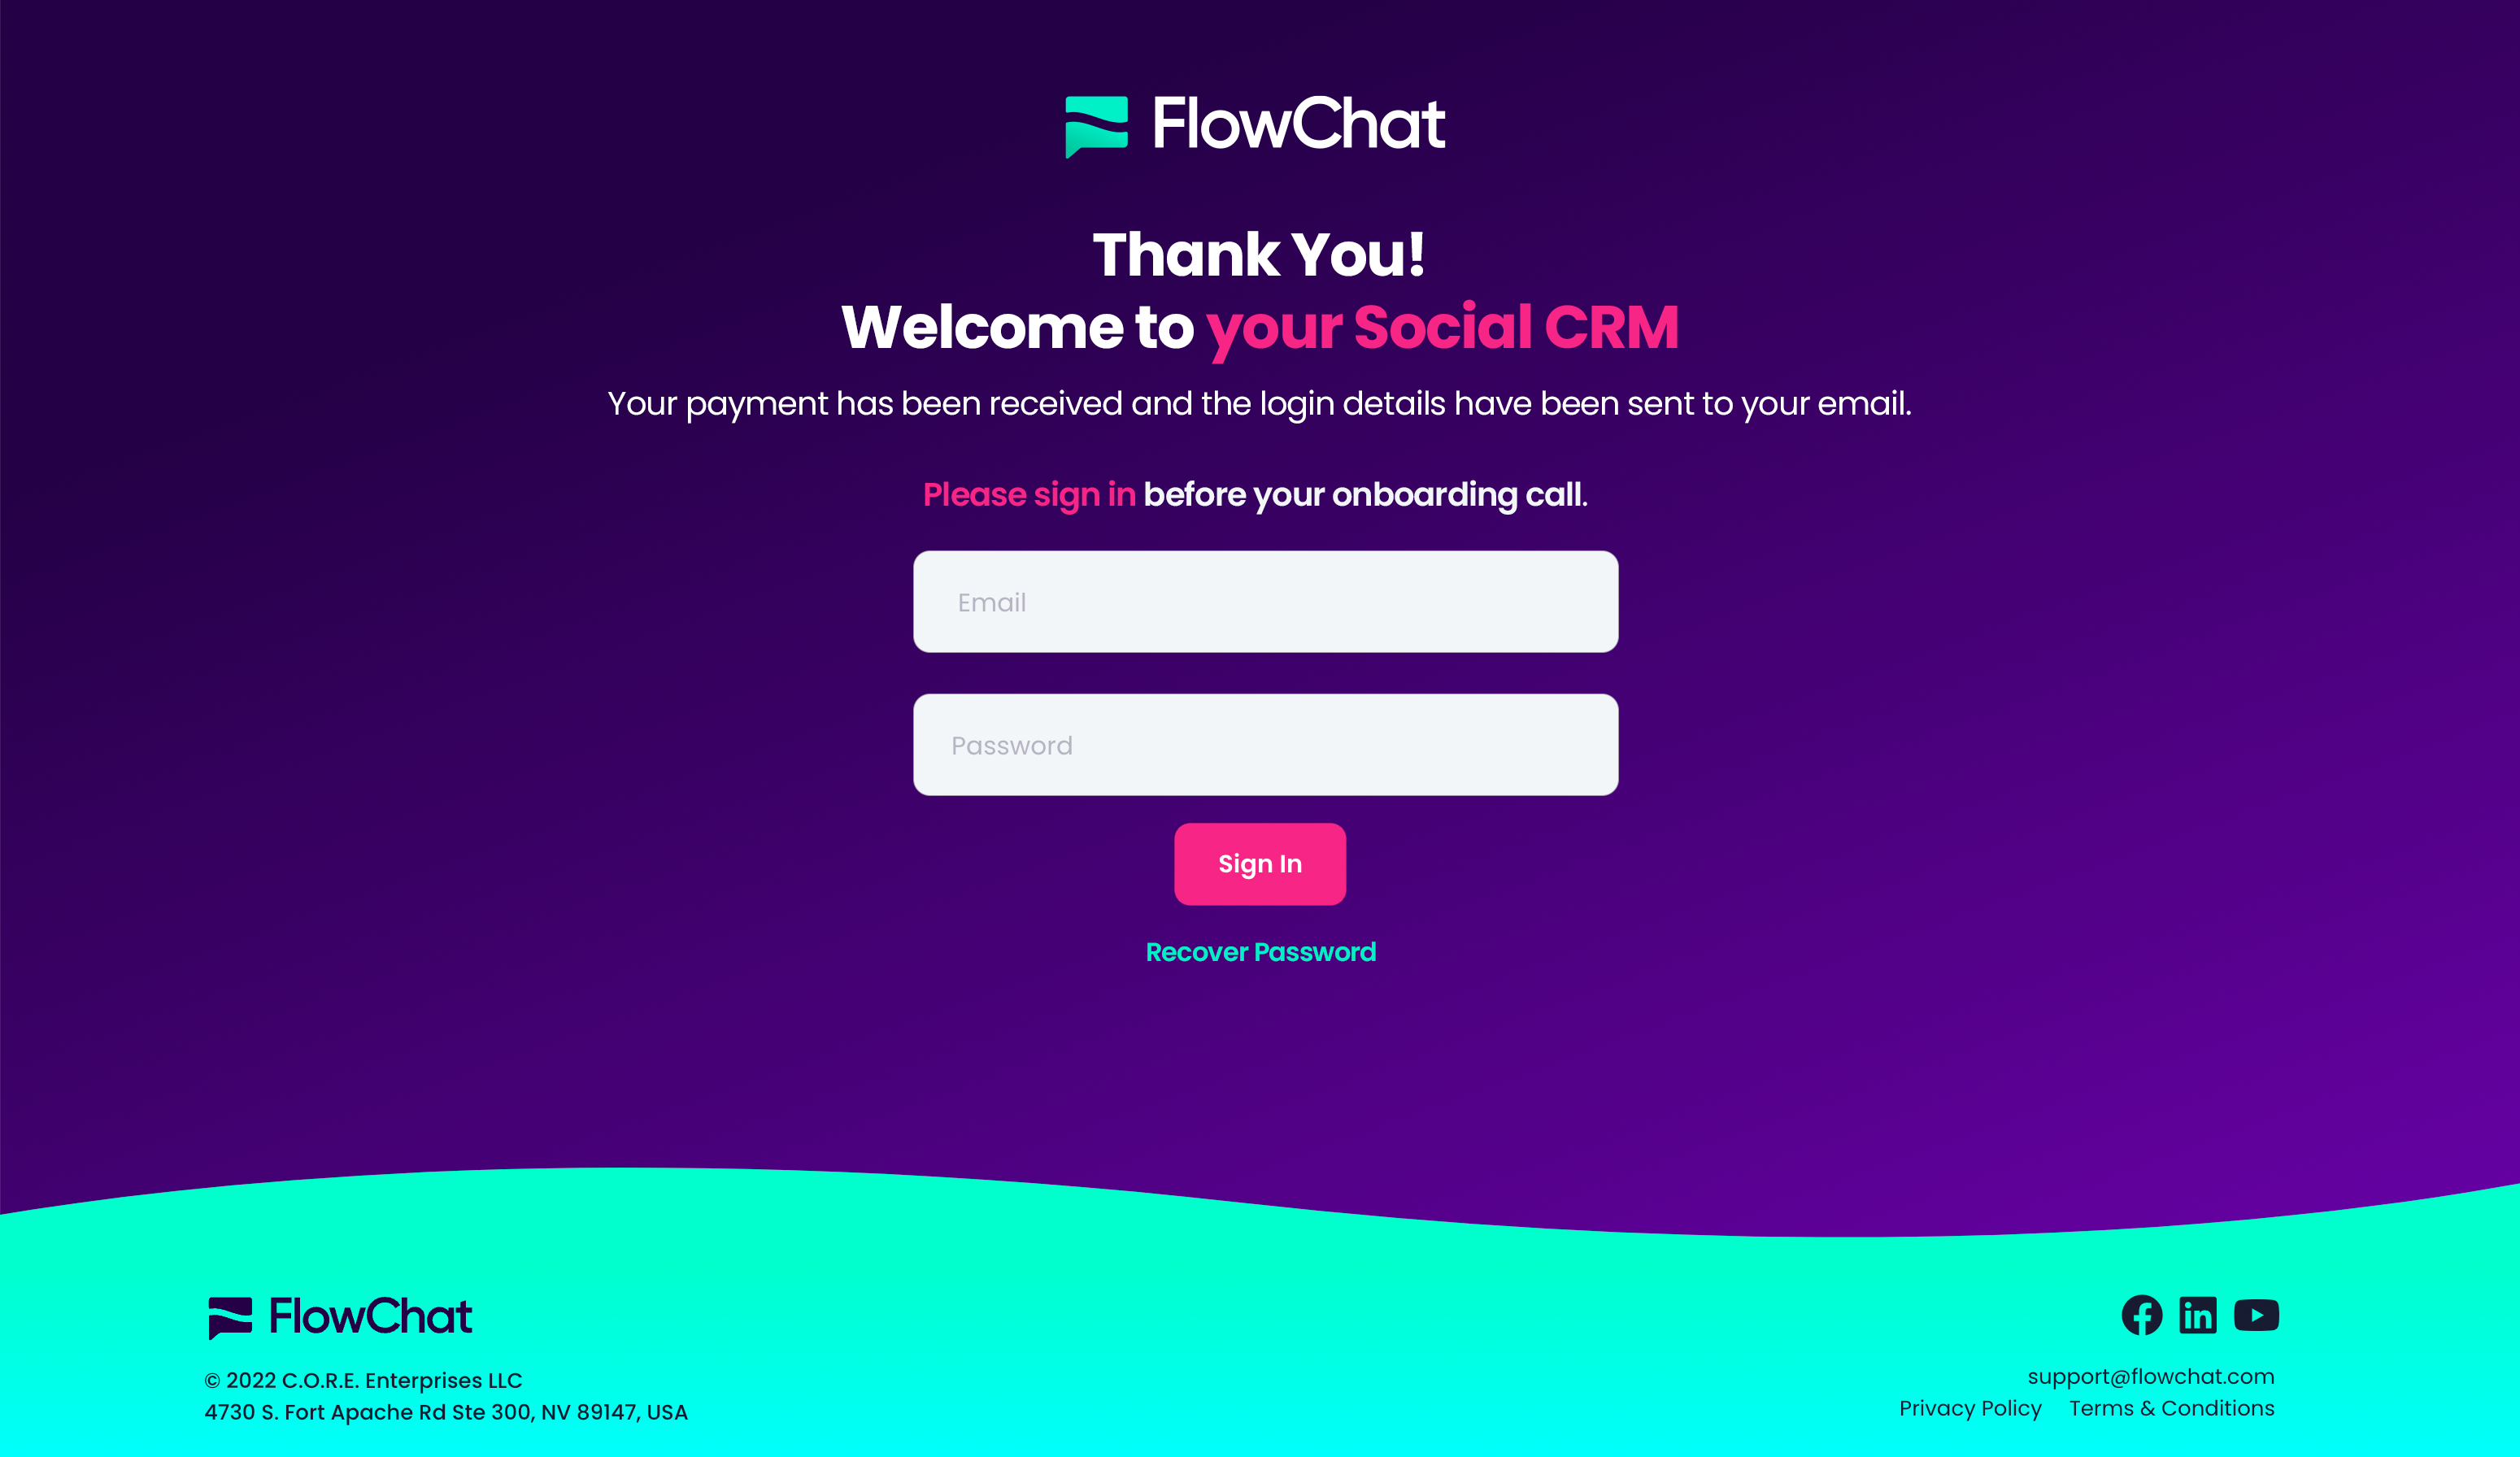 FlowChat
Thank You!
Welcome to your Social CRM
Your payment has been received and the login details have been sent to your email.
Please sign in before your onboarding call.
Email
Password
Sign In
Recover Password
FlowChat
© 2022 C.O.R.E. Enterprises LLC
4730 S. Fort Apache Rd Ste 300, NV 89147, USA
support@flowchat.com
Privacy Policy Terms & Conditions